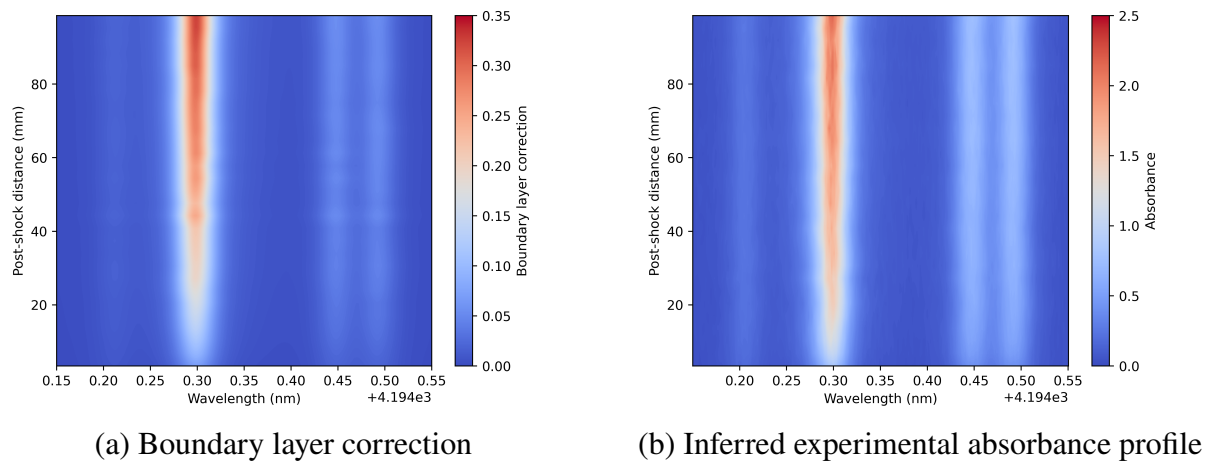 80
60
40
20
Post-shock distance (mm)
0.15 0.20 0.25 0.30 0.35 0.40 0.45 0.50 0.55
Wavelength (nm)
+4.194e3
0.35
0.30
0.25
0.20
0.15
0.10
0.05
0.00
Boundary layer correction
(a) Boundary layer correction
80
60
40
20
Post-shock distance (mm)
0.20 0.25 0.30 0.35 0.40 0.45 0.50 0.55
Wavelength (nm)
+4.194e3
2.5
2.0
1.5
1.0
0.5
0.0
Absorbance
(b) Inferred experimental absorbance profile